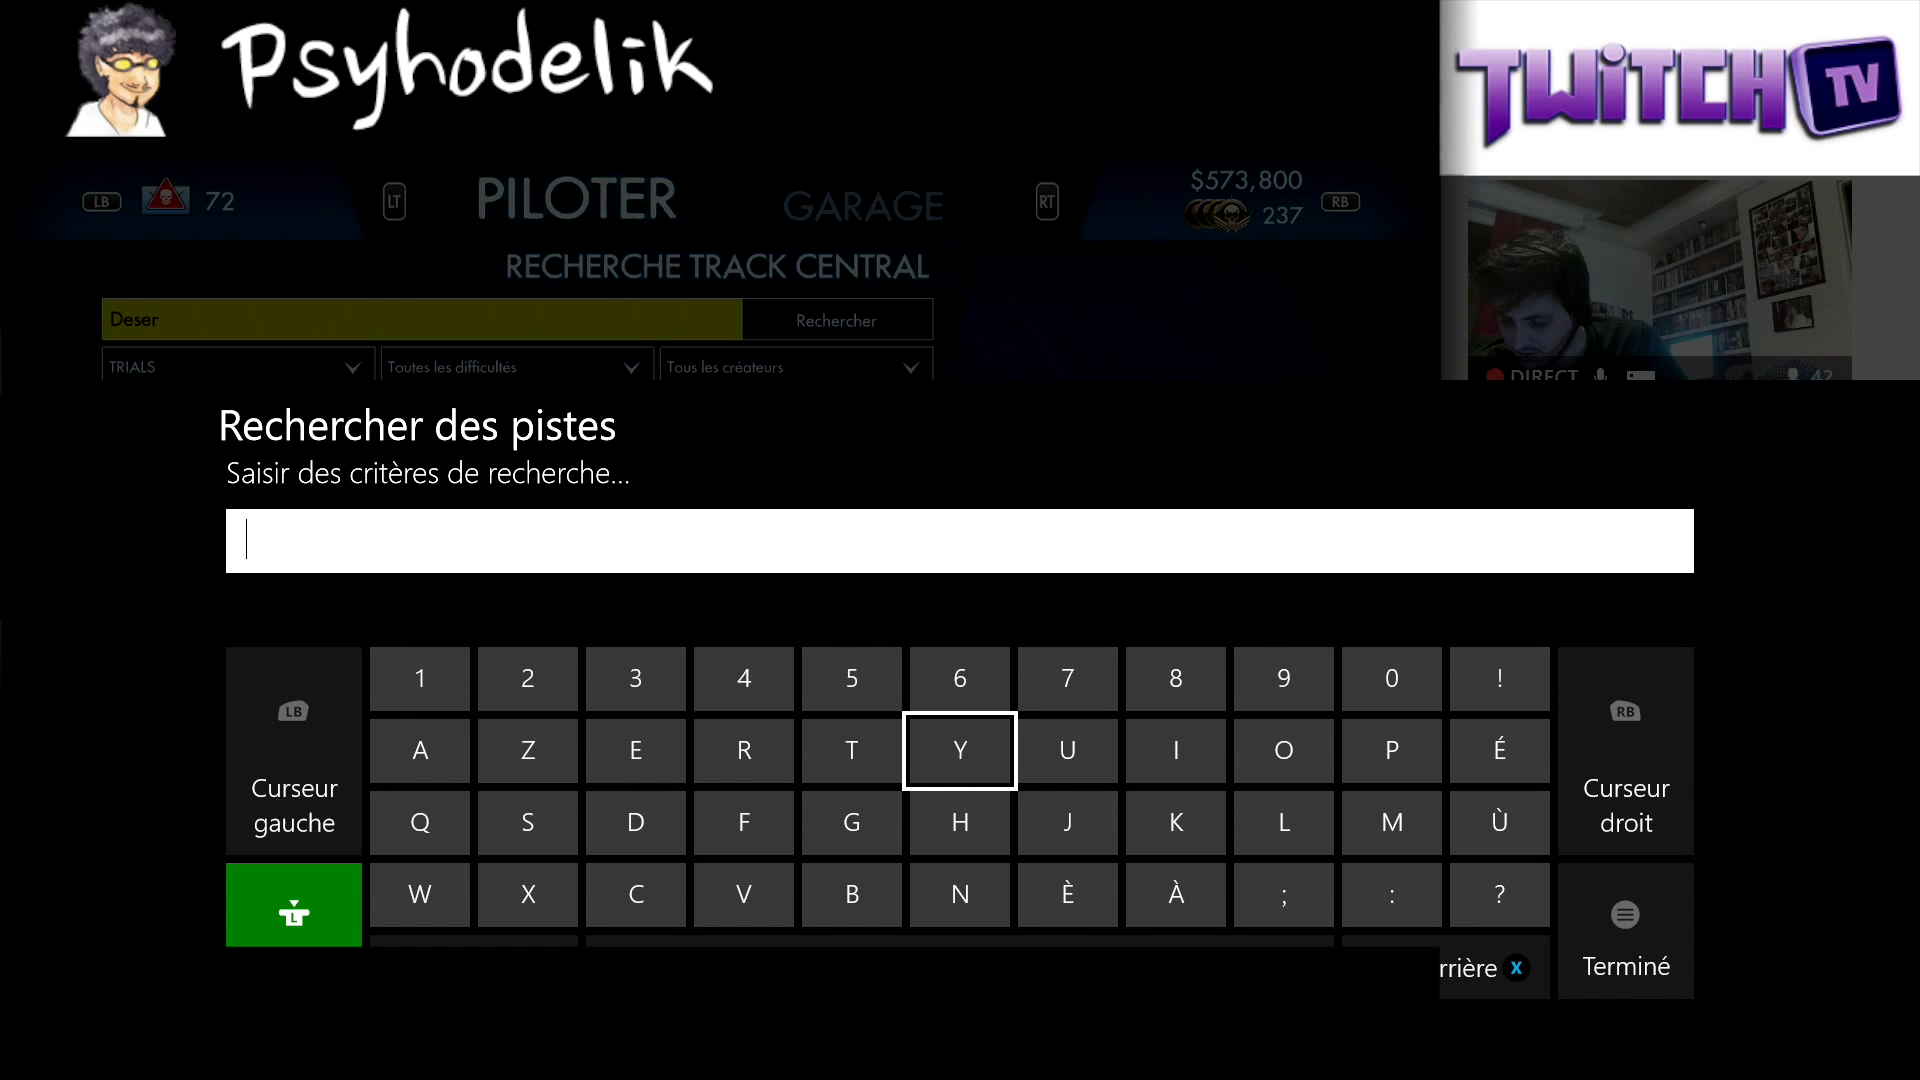 Psyhodelik
TWiTCH TV
LB 72 LT PILOTER GARAGE RT $573,800
237 RB
RECHERCHE TRACK CENTRAL
Deser Rechercher
TRIALS Toutes les difficultés Tous les créateurs
DIRECT 42
Rechercher des pistes
Saisir des critères de recherche...
LB 1 2 3 4 5 6 7 8 9 0 ! RB
A Z E R T Y U I O P É
Curseur gauche Q S D F G H J K L M Ù Curseur droit
L W X C V B N È À ; : ?
rrière X Terminé